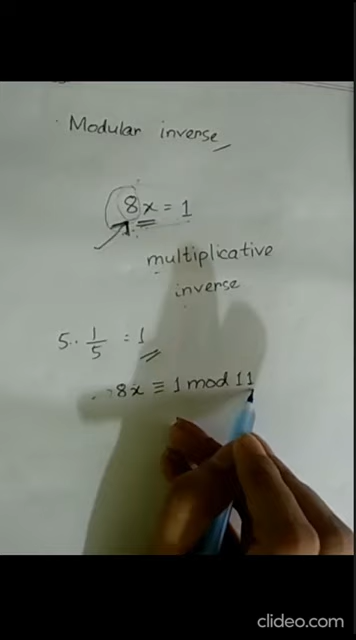 Modular inverse
8x = 1
multiplicative
inverse
5.. 1/5 = 1
8x ≡ 1 mod 11
clideo.com